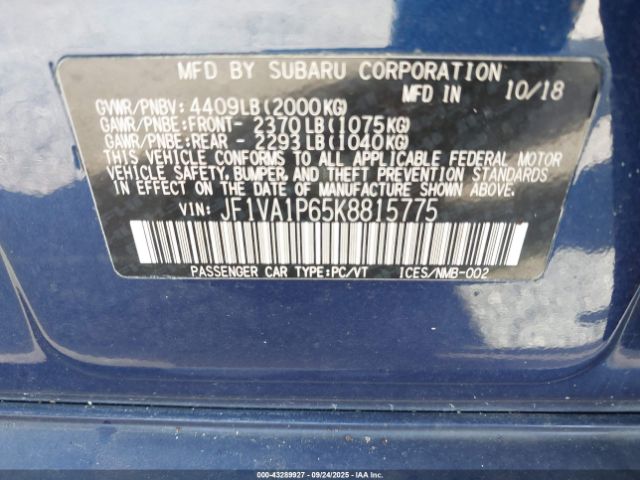 MFD BY SUBARU CORPORATION
MFD IN 10/18
GVWR/PNBV: 4409LB(2000KG)
GAWR/PNBE:FRONT- 2370LB(1075KG)
GAWR/PNBE:REAR - 2293LB(1040KG)
THIS VEHICLE CONFORMS TO ALL APPLICABLE FEDERAL MOTOR
VEHICLE SAFETY, BUMPER, AND THEFT PREVENTION STANDARDS
IN EFFECT ON THE DATE OF MANUFACTURE SHOWN ABOVE.
VIN: JF1VA1P65K8815775
PASSENGER CAR TYPE:PC/VT ICES/NMB-002
000-43289927 - 09/24/2025 - IAAI.com